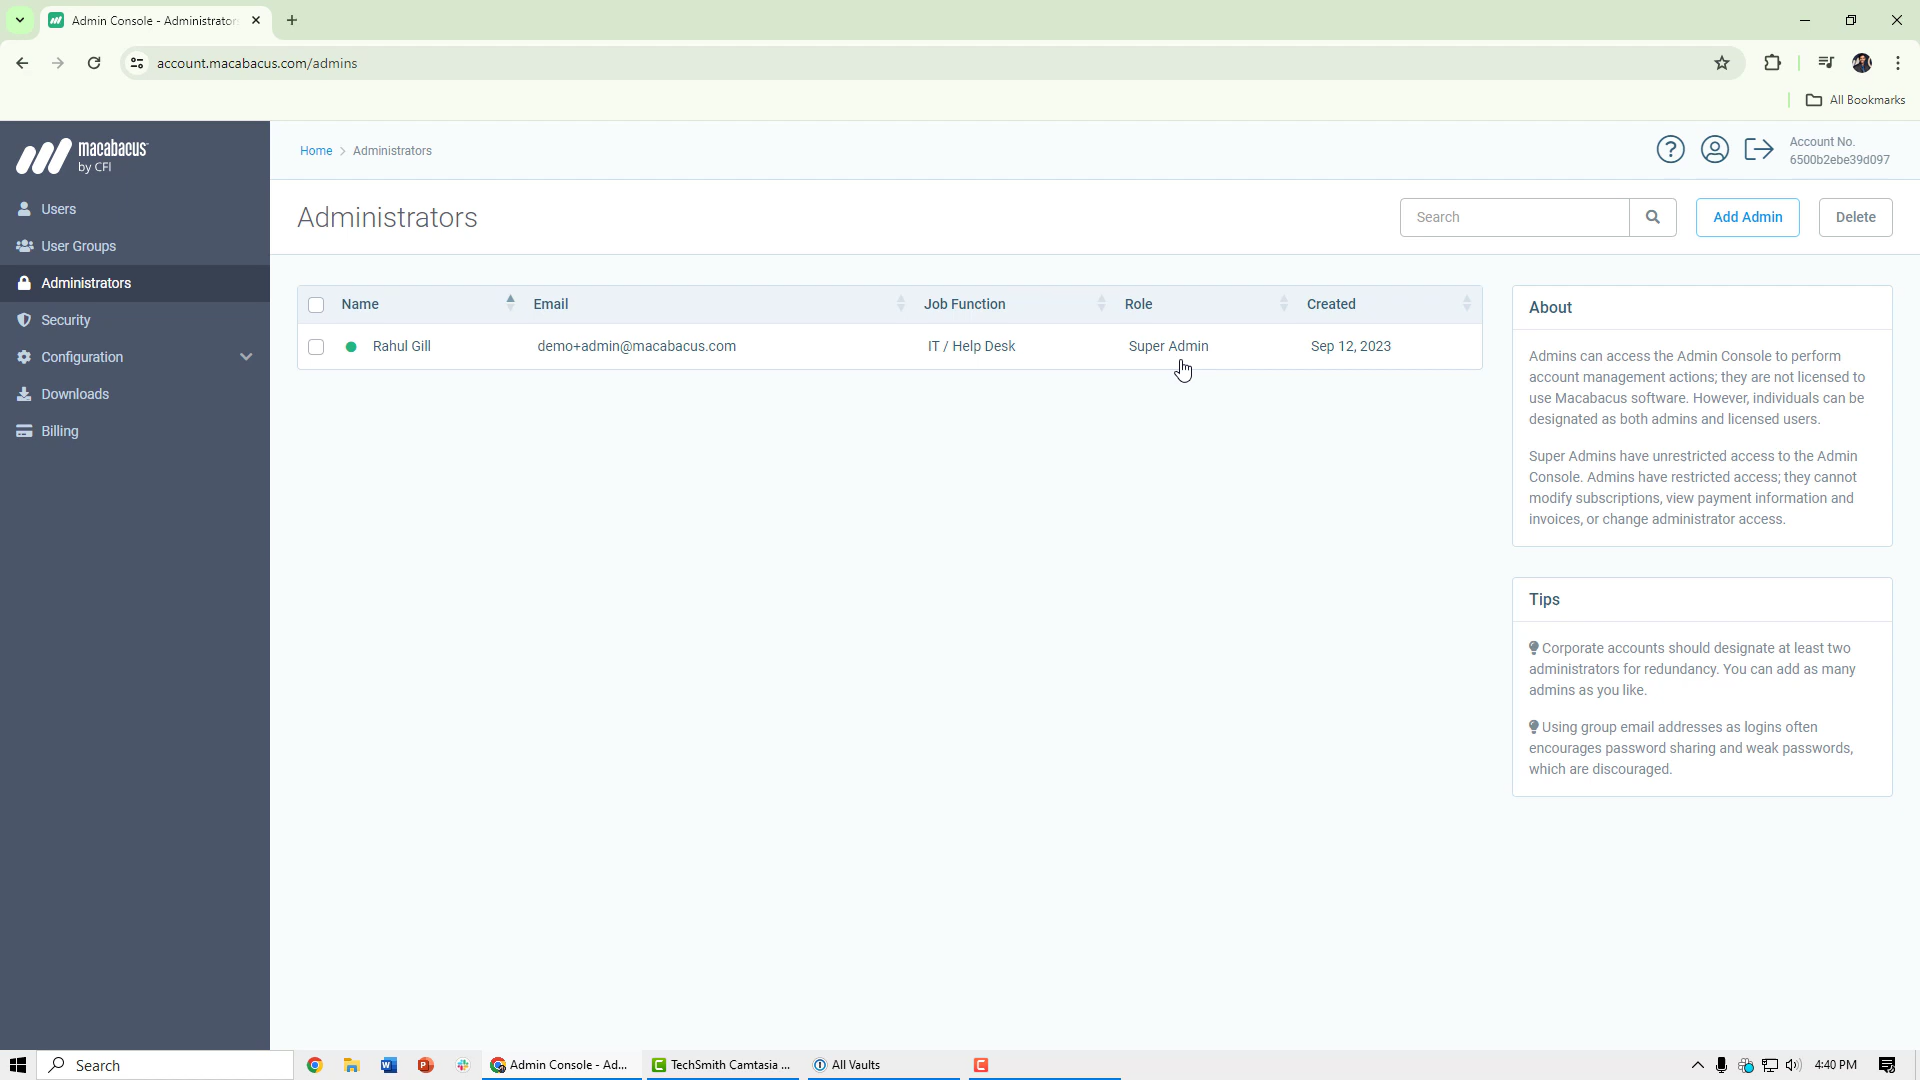 Admin Console - Administrator
account.macabacus.com/admins
All Bookmarks
macabacus
by CFI
Users
User Groups
Administrators
Security
Configuration
Downloads
Billing
Home > Administrators
Account No.
6500b2ebe39d097
Administrators
Search
Add Admin
Delete
Name Email Job Function Role Created
Rahul Gill demo+admin@macabacus.com IT / Help Desk Super Admin Sep 12, 2023
About
Admins can access the Admin Console to perform
account management actions; they are not licensed to
use Macabacus software. However, individuals can be
designated as both admins and licensed users.
Super Admins have unrestricted access to the Admin
Console. Admins have restricted access; they cannot
modify subscriptions, view payment information and
invoices, or change administrator access.
Tips
Corporate accounts should designate at least two
administrators for redundancy. You can add as many
admins as you like.
Using group email addresses as logins often
encourages password sharing and weak passwords,
which are discouraged.
Search
Admin Console - Ad...
TechSmith Camtasia ...
All Vaults
4:40 PM